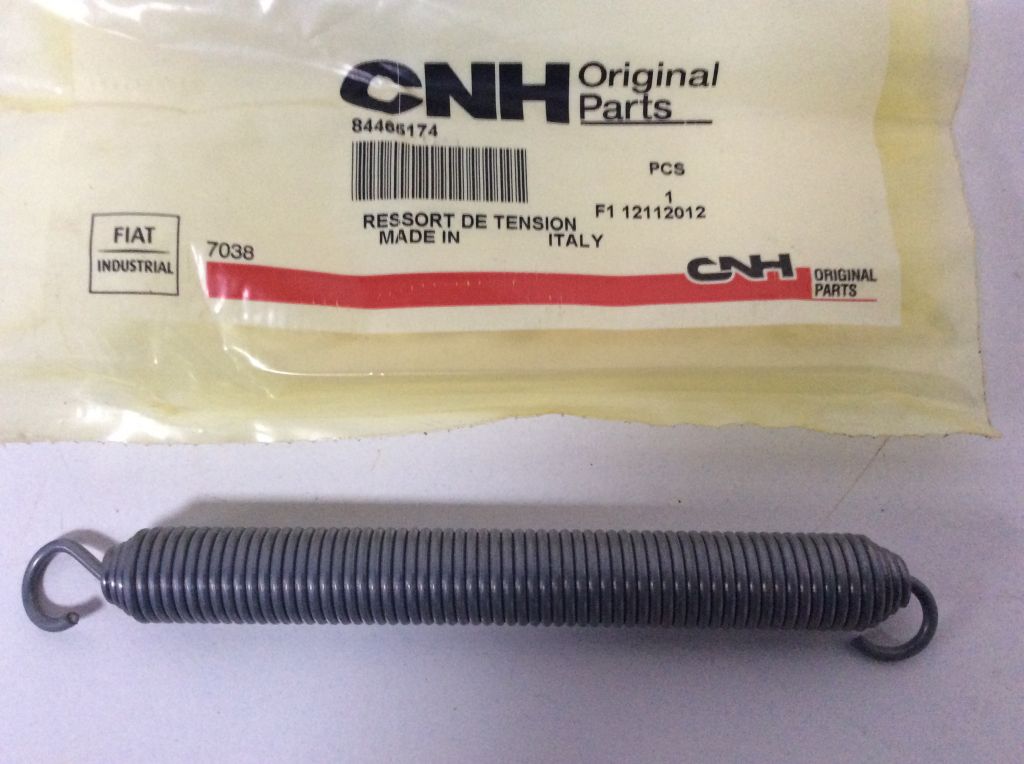 CNH Original
Parts
84466174
PCS
1
F1 12112012
RESSORT DE TENSION
MADE IN ITALY
FIAT
INDUSTRIAL
7038
CNH ORIGINAL
PARTS